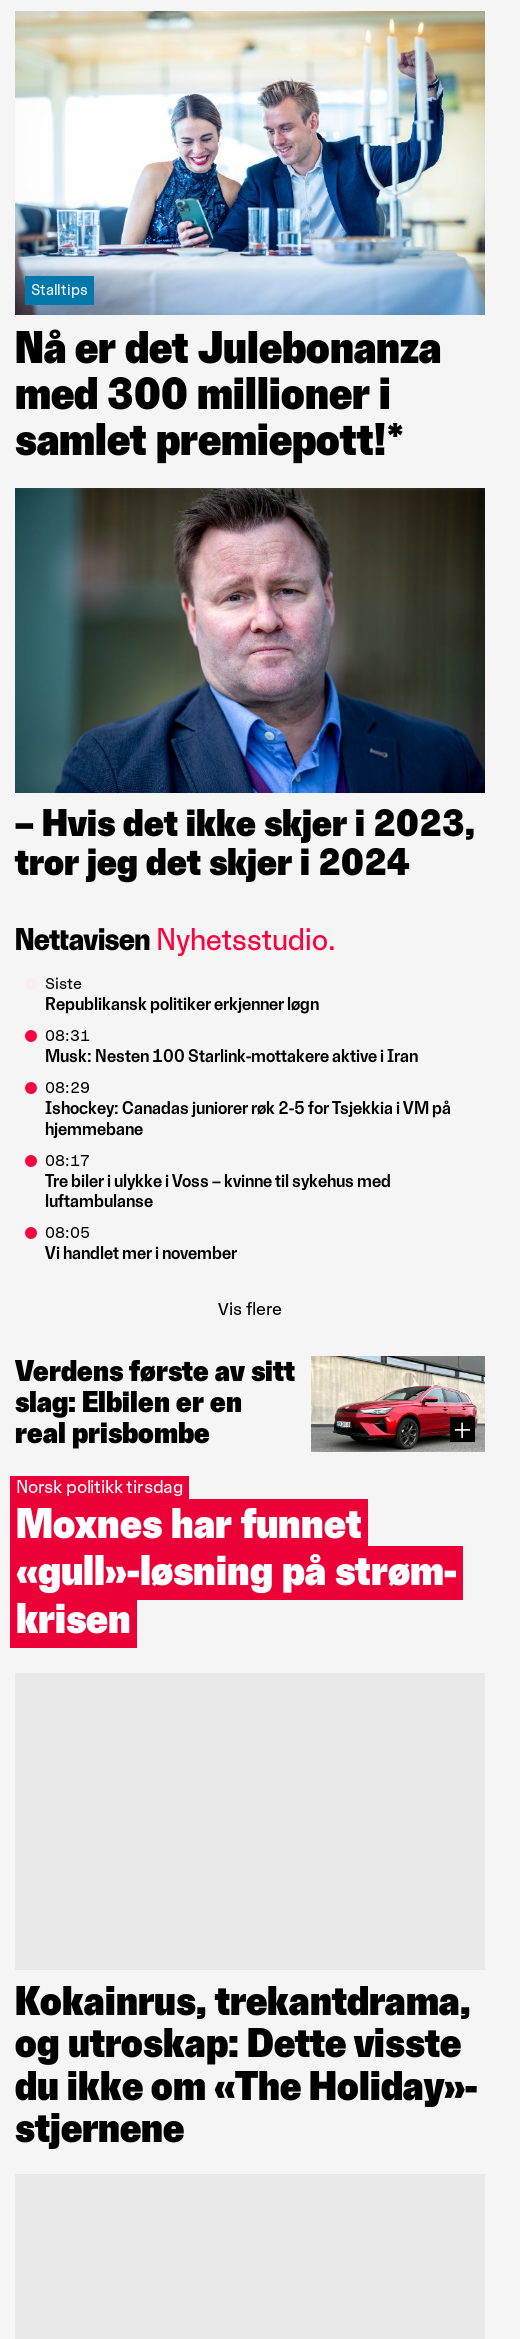 Stalltips
Nå er det Julebonanza
med 300 millioner i
samlet premiepott!*
– Hvis det ikke skjer i 2023,
tror jeg det skjer i 2024
Nettavisen Nyhetsstudio.
Siste
Republikansk politiker erkjenner løgn
08:31
Musk: Nesten 100 Starlink-mottakere aktive i Iran
08:29
Ishockey: Canadas juniorer røk 2-5 for Tsjekkia i VM på
hjemmebane
08:17
Tre biler i ulykke i Voss – kvinne til sykehus med
luftambulanse
08:05
Vi handlet mer i november
Vis flere
Verdens første av sitt
slag: Elbilen er en
real prisbombe
Norsk politikk tirsdag
Moxnes har funnet
«gull»-løsning på strøm-
krisen
Kokainrus, trekantdrama,
og utroskap: Dette visste
du ikke om «The Holiday»-
stjernene